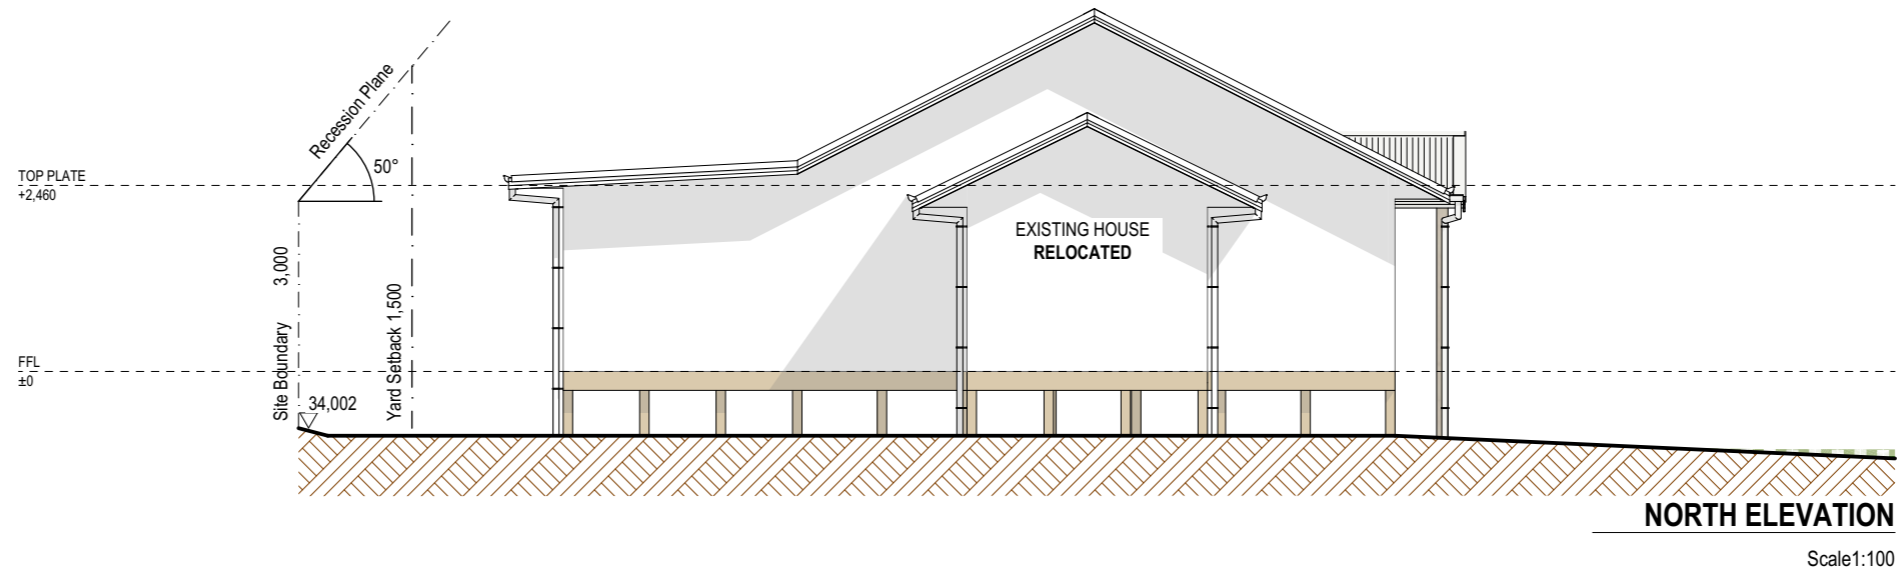 Recession Plane
50°
TOP PLATE
+2,460
EXISTING HOUSE
RELOCATED
Site Boundary 3,000
Yard Setback 1,500
FFL
±0
34,002
NORTH ELEVATION
Scale1:100